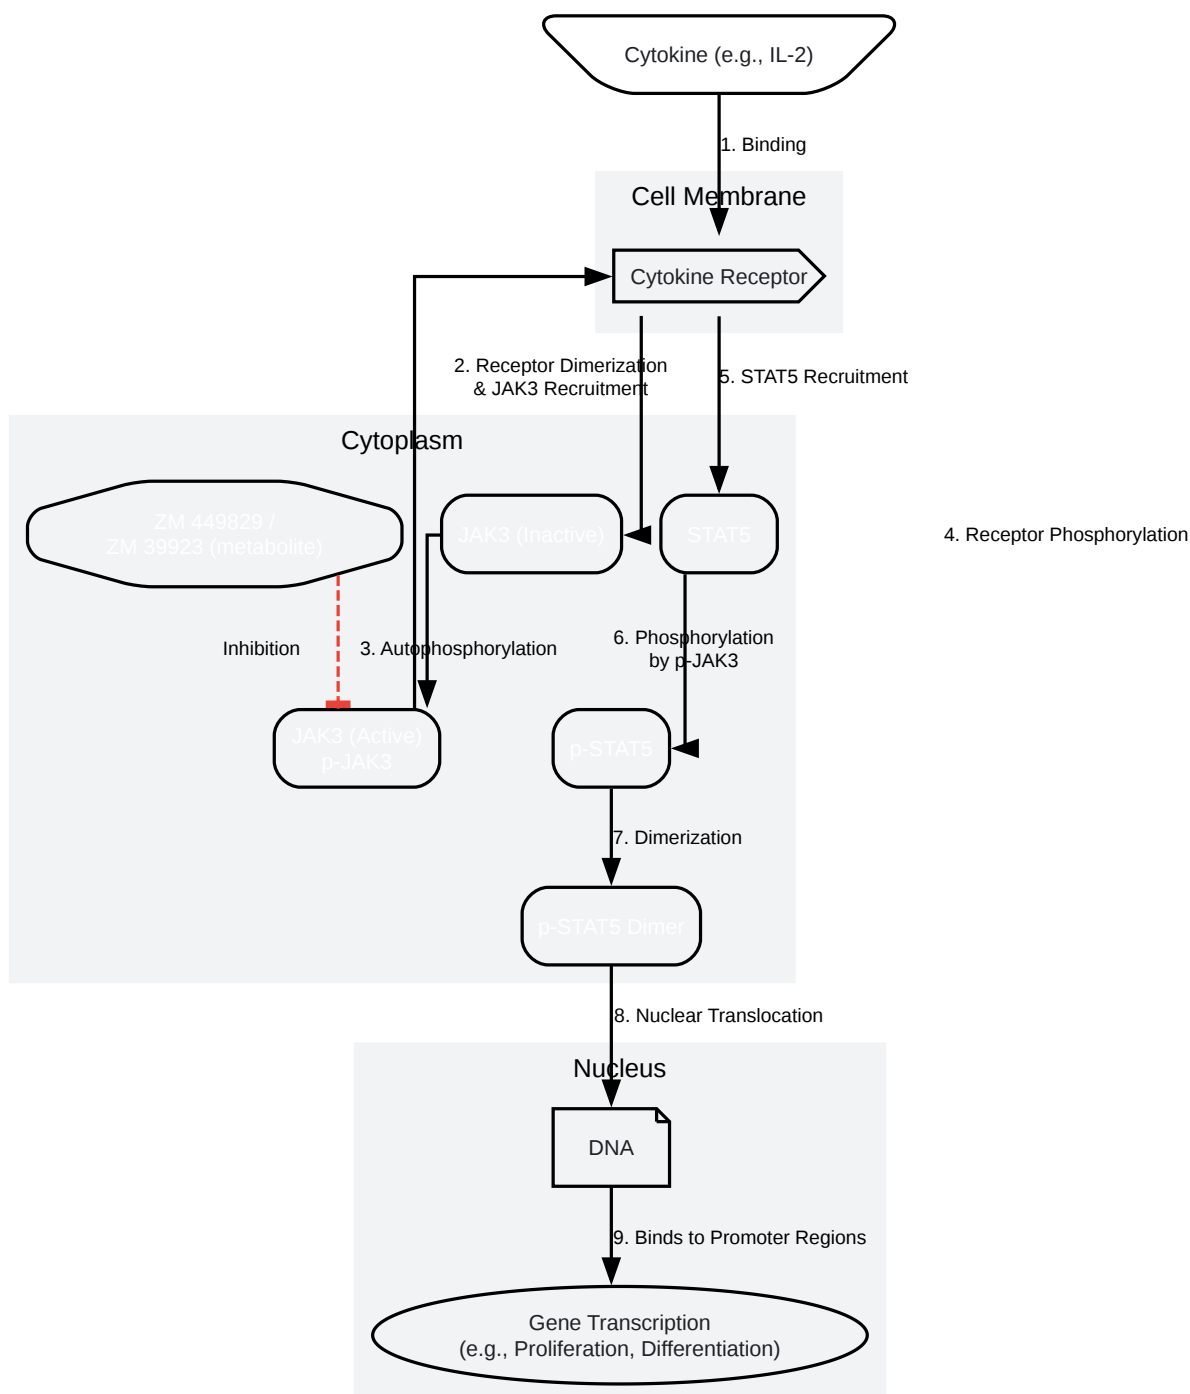 Cytokine (e.g., IL-2)
1. Binding
Cell Membrane
Cytokine Receptor
2. Receptor Dimerization
& JAK3 Recruitment
5. STAT5 Recruitment
Cytoplasm
ZM 449829 /
ZM 39923 (metabolite)
JAK3 (Inactive)
STAT5
4. Receptor Phosphorylation
Inhibition
3. Autophosphorylation
6. Phosphorylation
by p-JAK3
JAK3 (Active)
p-JAK3
p-STAT5
7. Dimerization
p-STAT5 Dimer
8. Nuclear Translocation
Nucleus
DNA
9. Binds to Promoter Regions
Gene Transcription
(e.g., Proliferation, Differentiation)